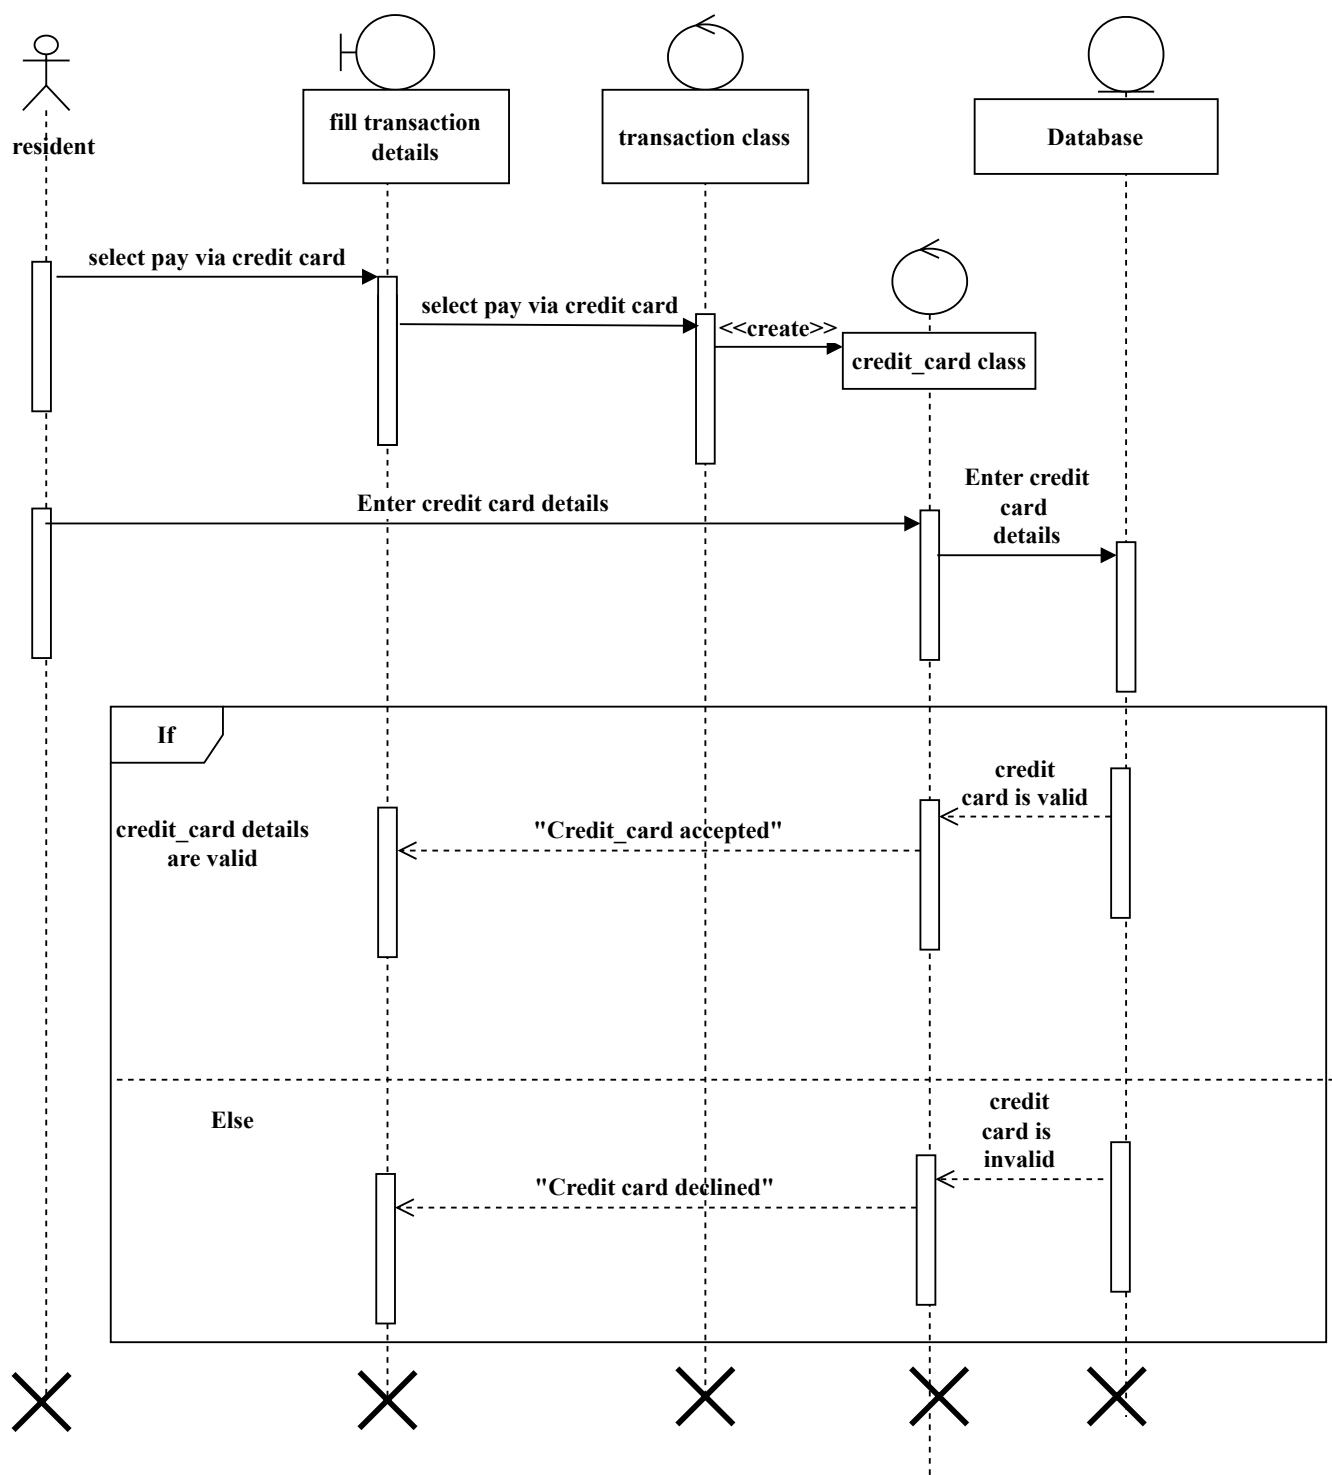 resident
fill transaction
details
transaction class
Database
select pay via credit card
select pay via credit card
<<create>>
credit_card class
Enter credit card details
Enter credit
card
details
If
credit
card is valid
credit_card details
are valid
"Credit_card accepted"
Else
credit
card is
invalid
"Credit card declined"